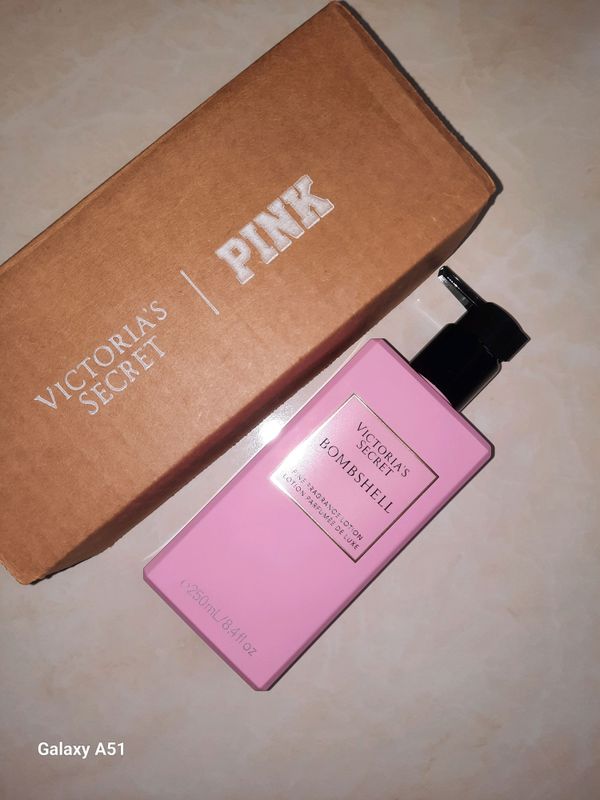 VICTORIA'S
SECRET
PINK
VICTORIA'S
SECRET
BOMBSHELL
FINE FRAGRANCE LOTION
LOTION PARFUMÉE DE LUXE
℮250mL/8.4fl oz
Galaxy A51